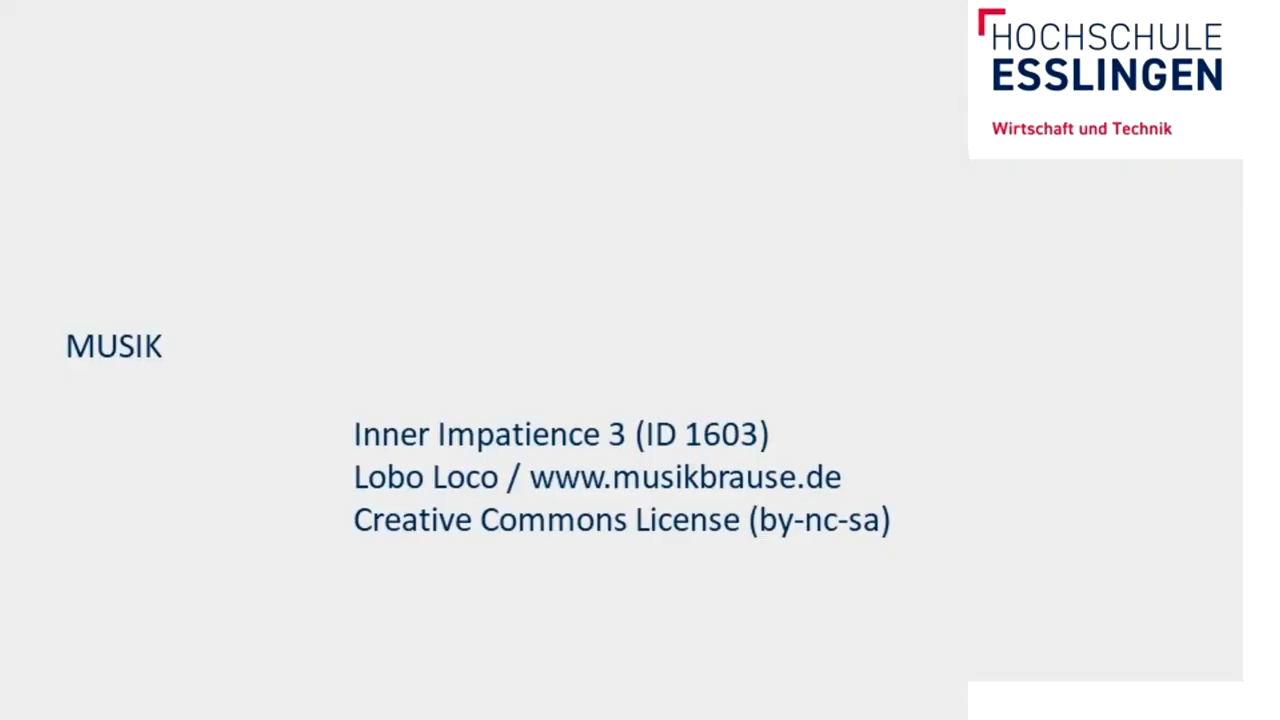 HOCHSCHULE
ESSLINGEN
Wirtschaft und Technik
MUSIK
Inner Impatience 3 (ID 1603)
Lobo Loco / www.musikbrause.de
Creative Commons License (by-nc-sa)